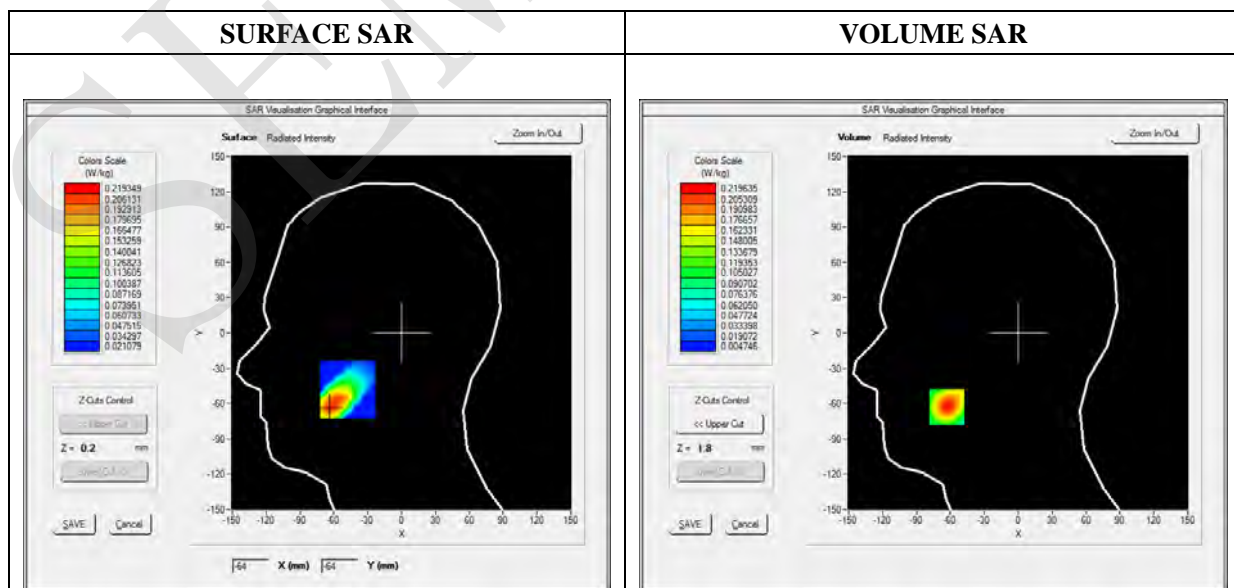 SURFACE SAR
VOLUME SAR
SAR Visualisation Graphical Interface
Surface Radiated Intensity
Zoom In/Out
Colors Scale
(W/kg)
0.219349
0.206131
0.192913
0.179695
0.166477
0.153259
0.140041
0.126823
0.113605
0.100387
0.087169
0.073951
0.060733
0.047515
0.034297
0.021079
Z-Cuts Control
<< Upper Cut
Z = 0.2 mm
SAVE
Cancel
150
120
90
60
30
0
-30
-60
-90
-120
-150
Y
-150 -120 -90 -60 -30 0 30 60 90 120 150
X
-64 X (mm) -64 Y (mm)
SAR Visualisation Graphical Interface
Volume Radiated Intensity
Zoom In/Out
Colors Scale
(W/kg)
0.219635
0.205309
0.190983
0.176657
0.162331
0.148005
0.133679
0.119353
0.105027
0.090702
0.076376
0.062050
0.047724
0.033398
0.019072
0.004746
Z-Cuts Control
<< Upper Cut
Z = 1.8 mm
SAVE
Cancel
150
120
90
60
30
0
-30
-60
-90
-120
-150
Y
-150 -120 -90 -60 -30 0 30 60 90 120 150
X